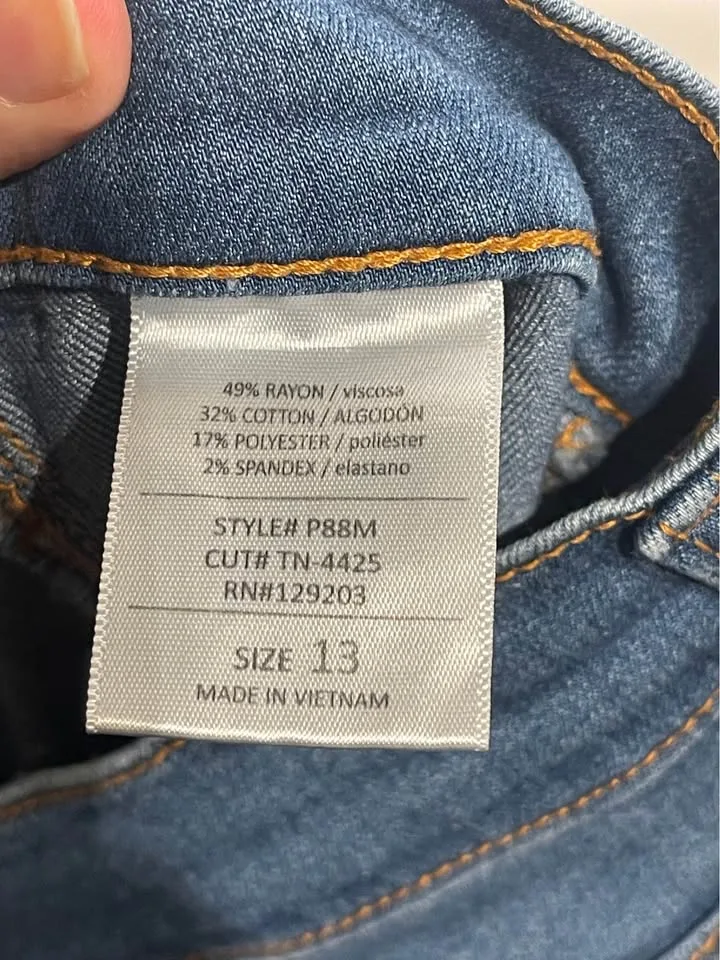 49% RAYON / viscosa
32% COTTON / ALGODÓN
17% POLYESTER / poliéster
2% SPANDEX / elastano
STYLE# P88M
CUT# TN-4425
RN#129203
SIZE 13
MADE IN VIETNAM